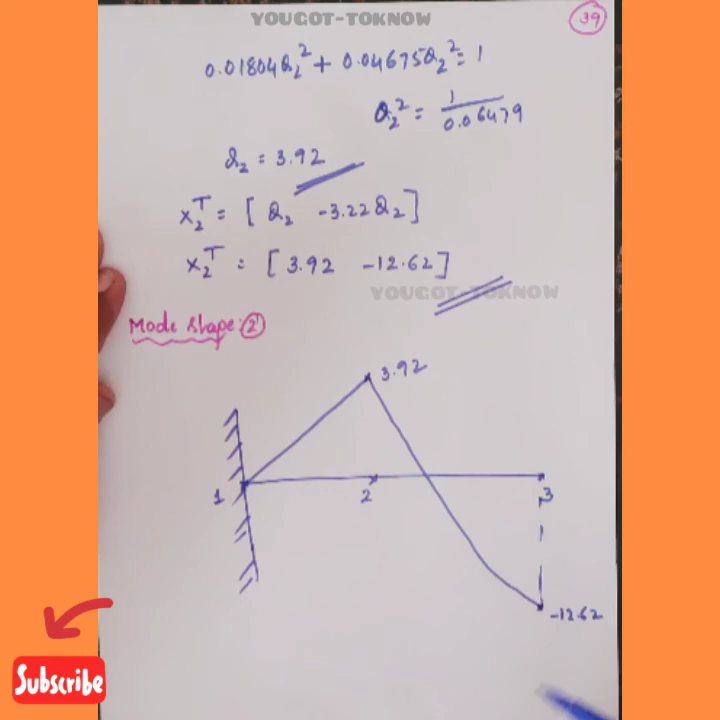 YOUGOT-TOKNOW
39
0.01804Q₂² + 0.04675Q₂² = 1
Q₂² = 1/0.06479
Q₂ = 3.92
X₂ᵀ = [ Q₂ -3.22Q₂ ]
X₂ᵀ = [ 3.92 -12.62 ]
YOUGOT-TOKNOW
Mode shape: ②
3.92
1 2 3
-12.62
Subscribe